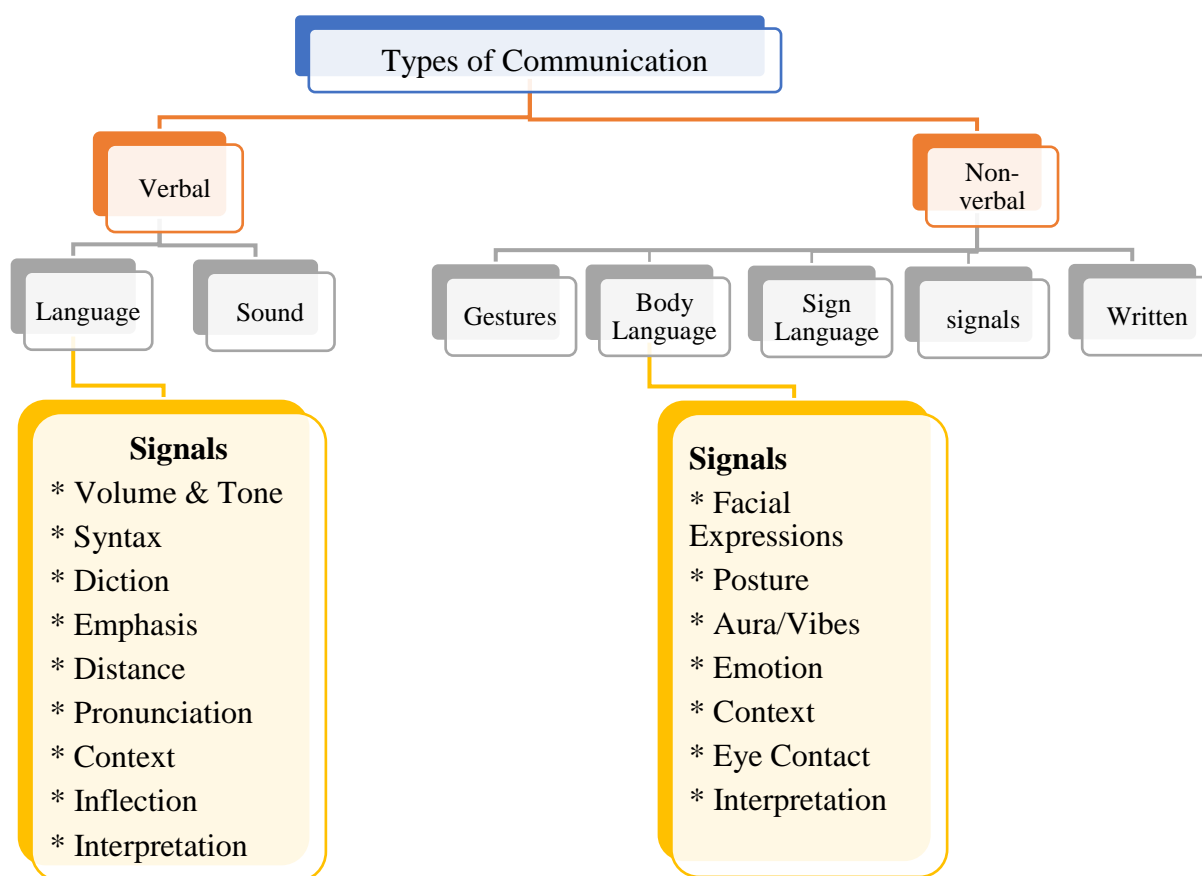 Types of Communication
Verbal
Non-
verbal
Language
Sound
Gestures
Body
Language
Sign
Language
signals
Written
Signals
* Volume & Tone
* Syntax
* Diction
* Emphasis
* Distance
* Pronunciation
* Context
* Inflection
* Interpretation
Signals
* Facial
Expressions
* Posture
* Aura/Vibes
* Emotion
* Context
* Eye Contact
* Interpretation